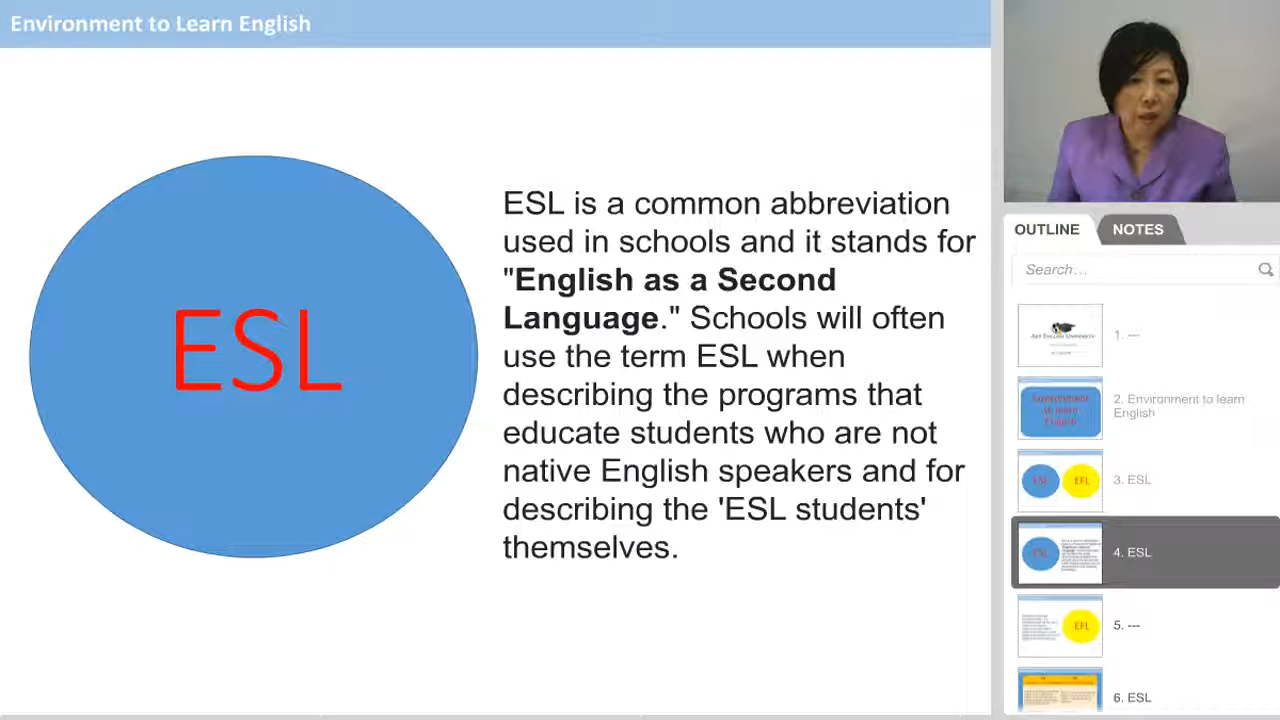 Environment to Learn English
ESL
ESL is a common abbreviation
used in schools and it stands for
"English as a Second
Language." Schools will often
use the term ESL when
describing the programs that
educate students who are not
native English speakers and for
describing the 'ESL students'
themselves.
OUTLINE
NOTES
Search...
1. ---
2. Environment to learn
English
ESL
EFL
3. ESL
ESL
4. ESL
EFL
5. ---
6. ESL